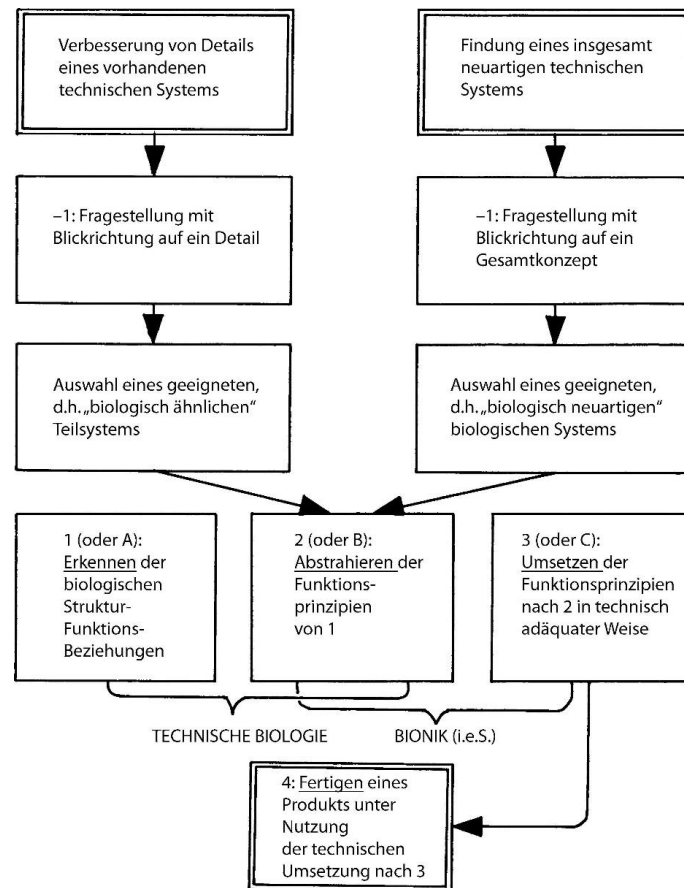 Verbesserung von Details
eines vorhandenen
technischen Systems
Findung eines insgesamt
neuartigen technischen
Systems
–1: Fragestellung mit
Blickrichtung auf ein Detail
–1: Fragestellung mit
Blickrichtung auf ein
Gesamtkonzept
Auswahl eines geeigneten,
d.h. „biologisch ähnlichen“
Teilsystems
Auswahl eines geeigneten,
d.h. „biologisch neuartigen“
biologischen Systems
1 (oder A):
Erkennen der
biologischen
Struktur-
Funktions-
Beziehungen
2 (oder B):
Abstrahieren der
Funktions-
prinzipien
von 1
3 (oder C):
Umsetzen der
Funktionsprinzipien
nach 2 in technisch
adäquater Weise
TECHNISCHE BIOLOGIE
BIONIK (i.e.S.)
4: Fertigen eines
Produkts unter
Nutzung
der technischen
Umsetzung nach 3